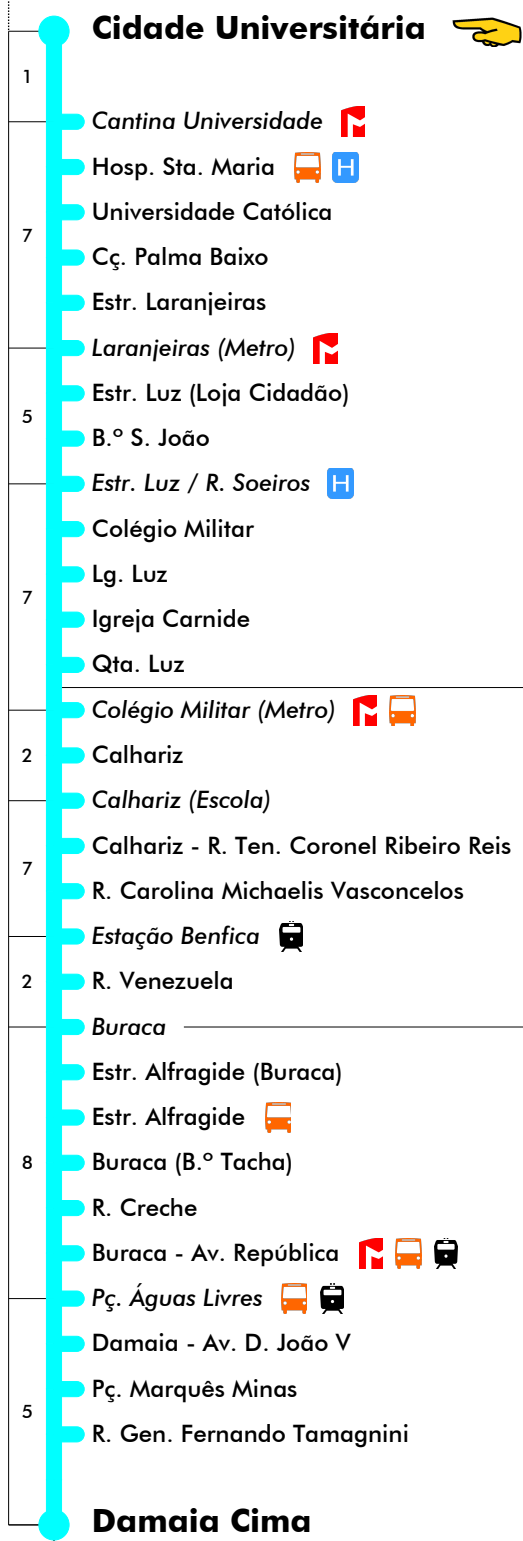 Cidade Universitária
1
Cantina Universidade
Hosp. Sta. Maria H
Universidade Católica
7
Cç. Palma Baixo
Estr. Laranjeiras
Laranjeiras (Metro)
Estr. Luz (Loja Cidadão)
5
B.º S. João
Estr. Luz / R. Soeiros H
Colégio Militar
Lg. Luz
7
Igreja Carnide
Qta. Luz
Colégio Militar (Metro)
2 Calhariz
Calhariz (Escola)
Calhariz - R. Ten. Coronel Ribeiro Reis
7
R. Carolina Michaelis Vasconcelos
Estação Benfica
2 R. Venezuela
Buraca
Estr. Alfragide (Buraca)
Estr. Alfragide
8 Buraca (B.º Tacha)
R. Creche
Buraca - Av. República
Pç. Águas Livres
Damaia - Av. D. João V
Pç. Marquês Minas
5
R. Gen. Fernando Tamagnini
Damaia Cima